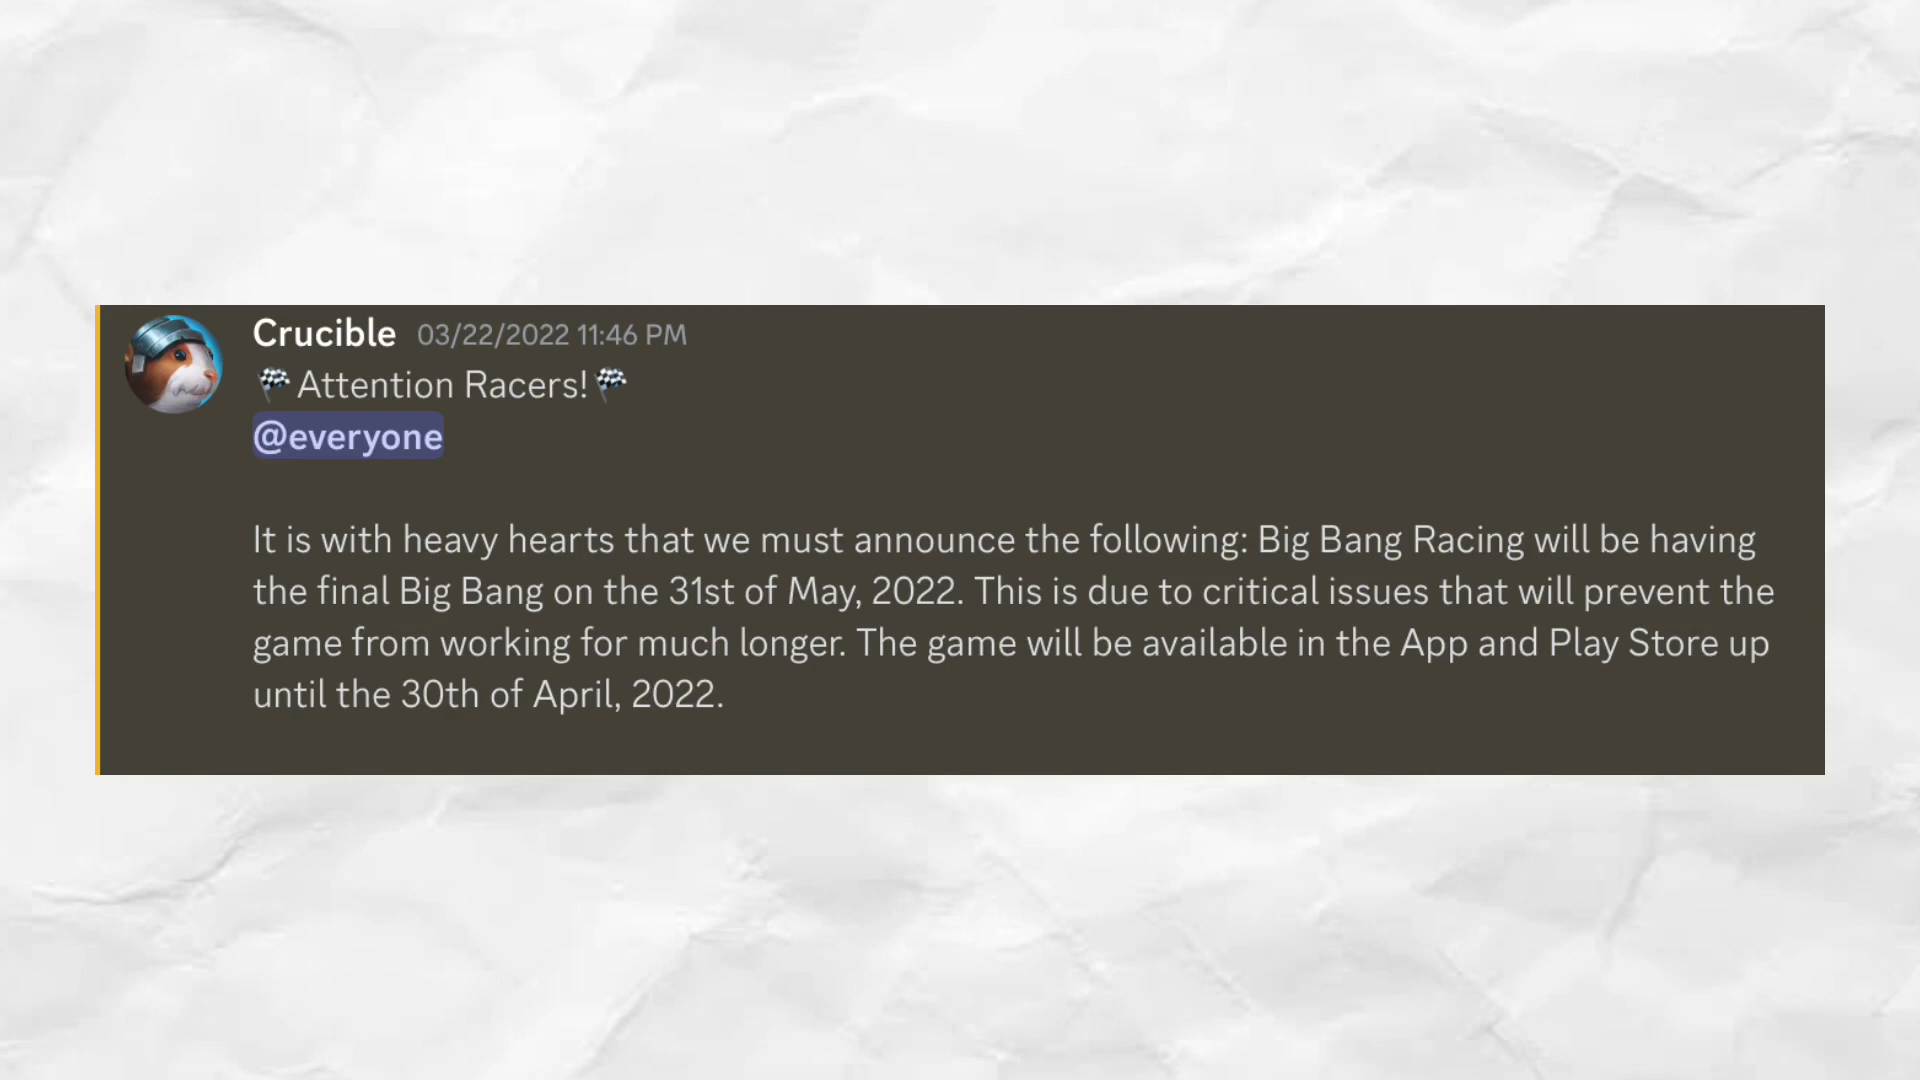 Crucible 03/22/2022 11:46 PM
🏁Attention Racers!🏁
@everyone
It is with heavy hearts that we must announce the following: Big Bang Racing will be having
the final Big Bang on the 31st of May, 2022. This is due to critical issues that will prevent the
game from working for much longer. The game will be available in the App and Play Store up
until the 30th of April, 2022.